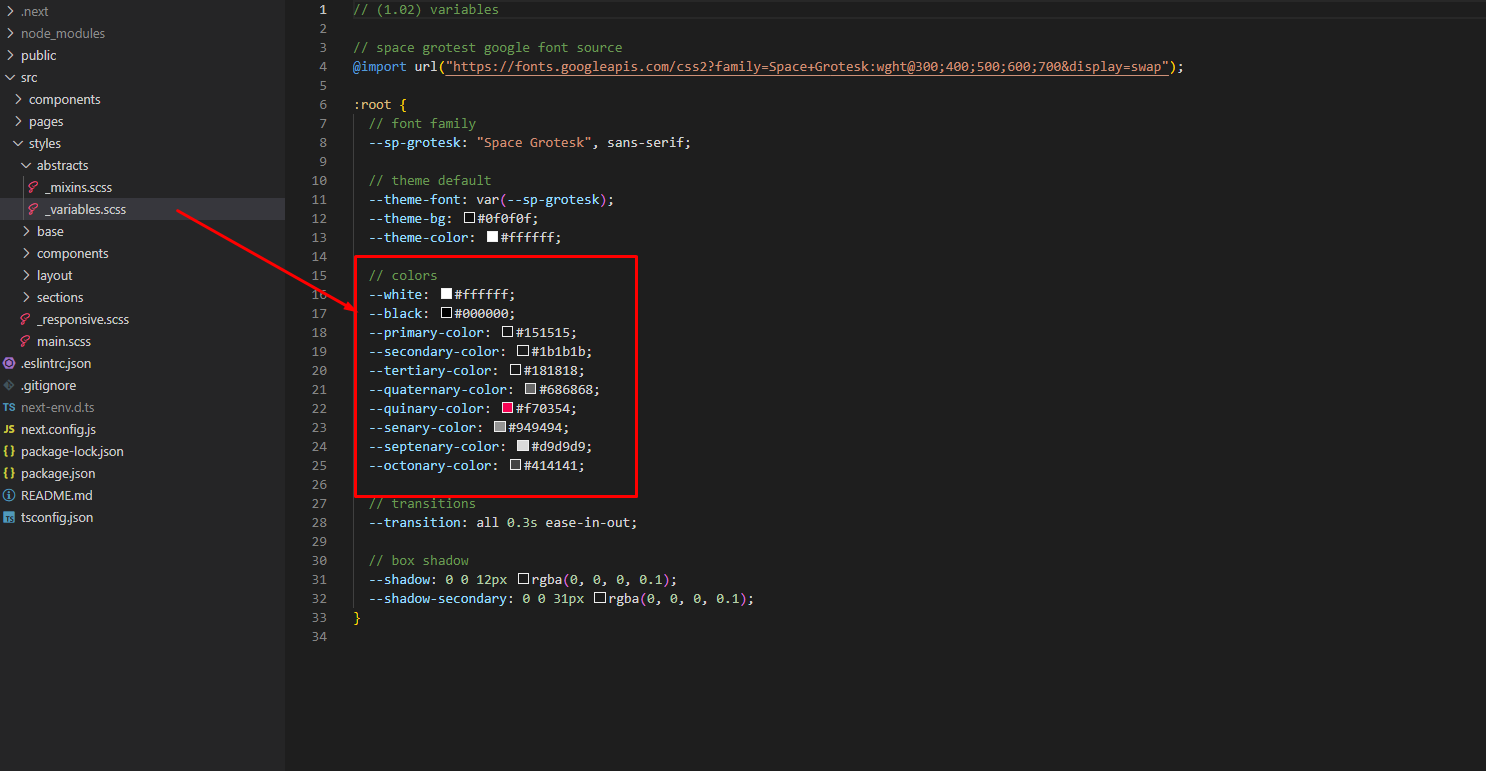 .next
node_modules
public
src
components
pages
styles
abstracts
_mixins.scss
_variables.scss
base
components
layout
sections
_responsive.scss
main.scss
.eslintrc.json
.gitignore
TS next-env.d.ts
JS next.config.js
{} package-lock.json
{} package.json
README.md
TS tsconfig.json
1 // (1.02) variables
2
3 // space grotest google font source
4 @import url("https://fonts.googleapis.com/css2?family=Space+Grotesk:wght@300;400;500;600;700&display=swap");
5
6 :root {
7 // font family
8 --sp-grotesk: "Space Grotesk", sans-serif;
9
10 // theme default
11 --theme-font: var(--sp-grotesk);
12 --theme-bg: #0f0f0f;
13 --theme-color: #ffffff;
14
15 // colors
16 --white: #ffffff;
17 --black: #000000;
18 --primary-color: #151515;
19 --secondary-color: #1b1b1b;
20 --tertiary-color: #181818;
21 --quaternary-color: #686868;
22 --quinary-color: #f70354;
23 --senary-color: #949494;
24 --septenary-color: #d9d9d9;
25 --octonary-color: #414141;
26
27 // transitions
28 --transition: all 0.3s ease-in-out;
29
30 // box shadow
31 --shadow: 0 0 12px rgba(0, 0, 0, 0.1);
32 --shadow-secondary: 0 0 31px rgba(0, 0, 0, 0.1);
33 }
34